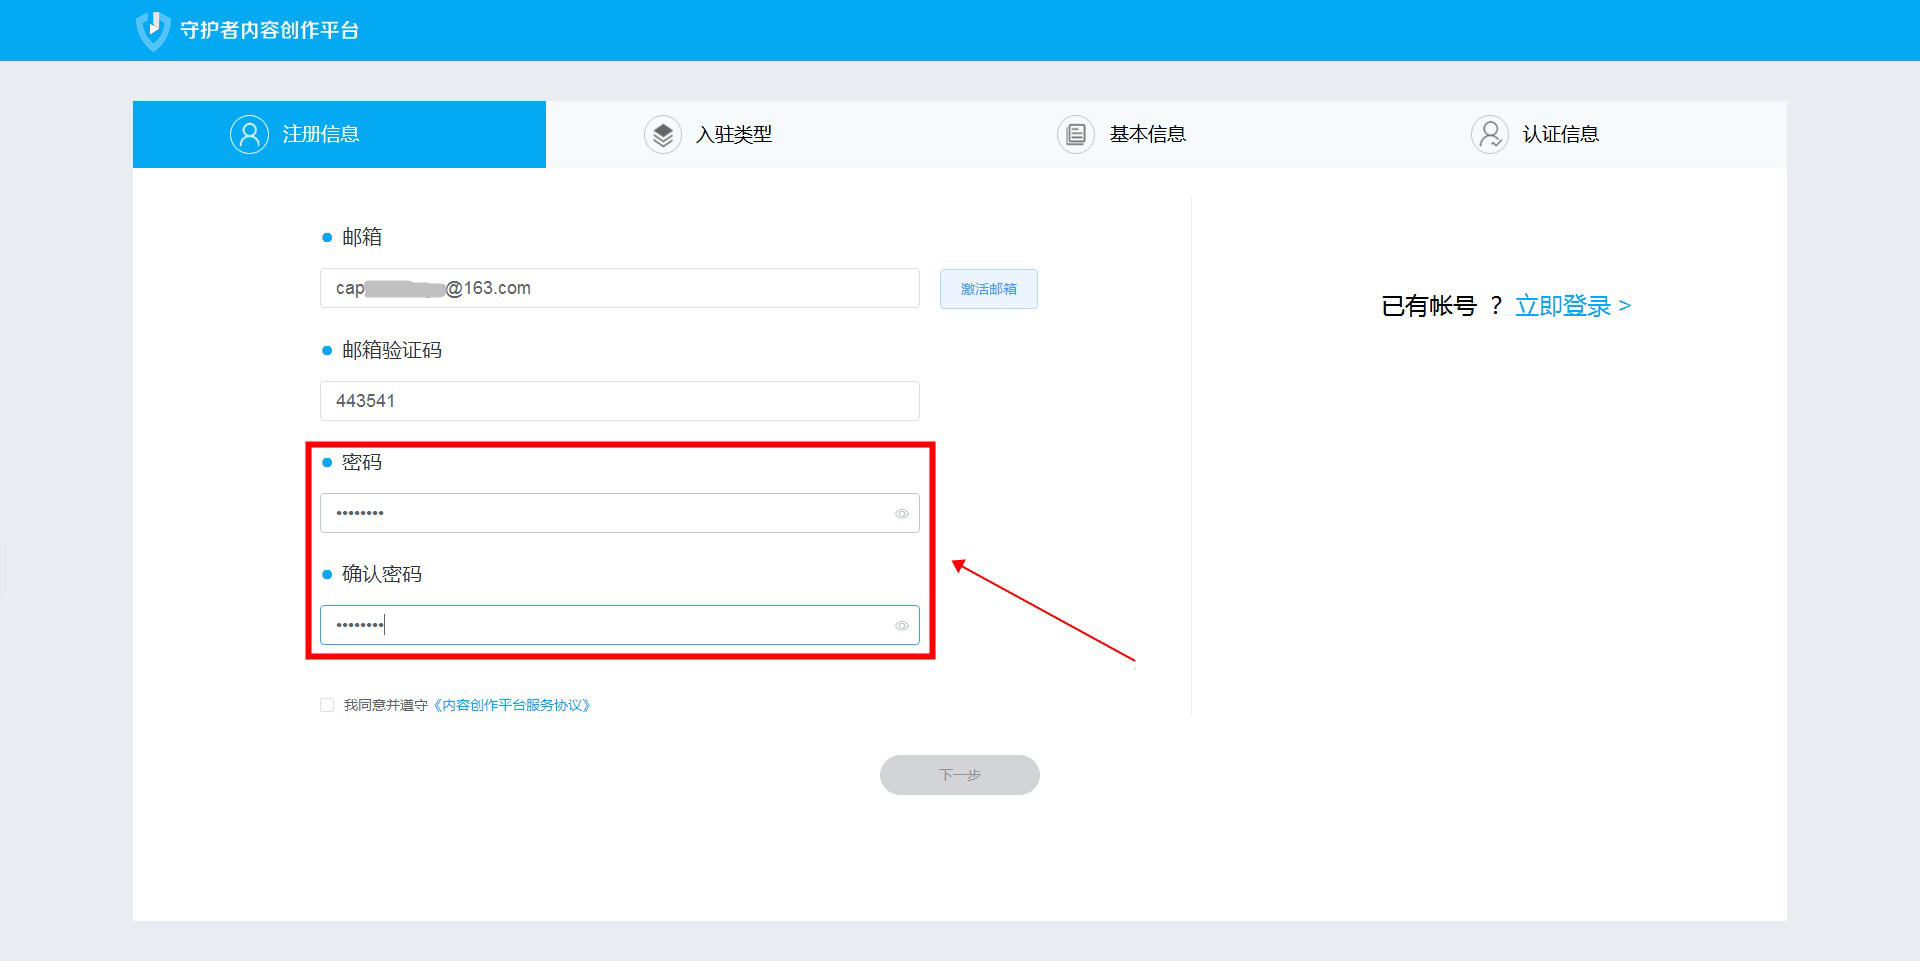 守护者内容创作平台
注册信息
入驻类型
基本信息
认证信息
邮箱
cap
@163.com
激活邮箱
已有帐号 ？ 立即登录 >
邮箱验证码
443541
密码
••••••••
确认密码
••••••••
我同意并遵守《内容创作平台服务协议》
下一步